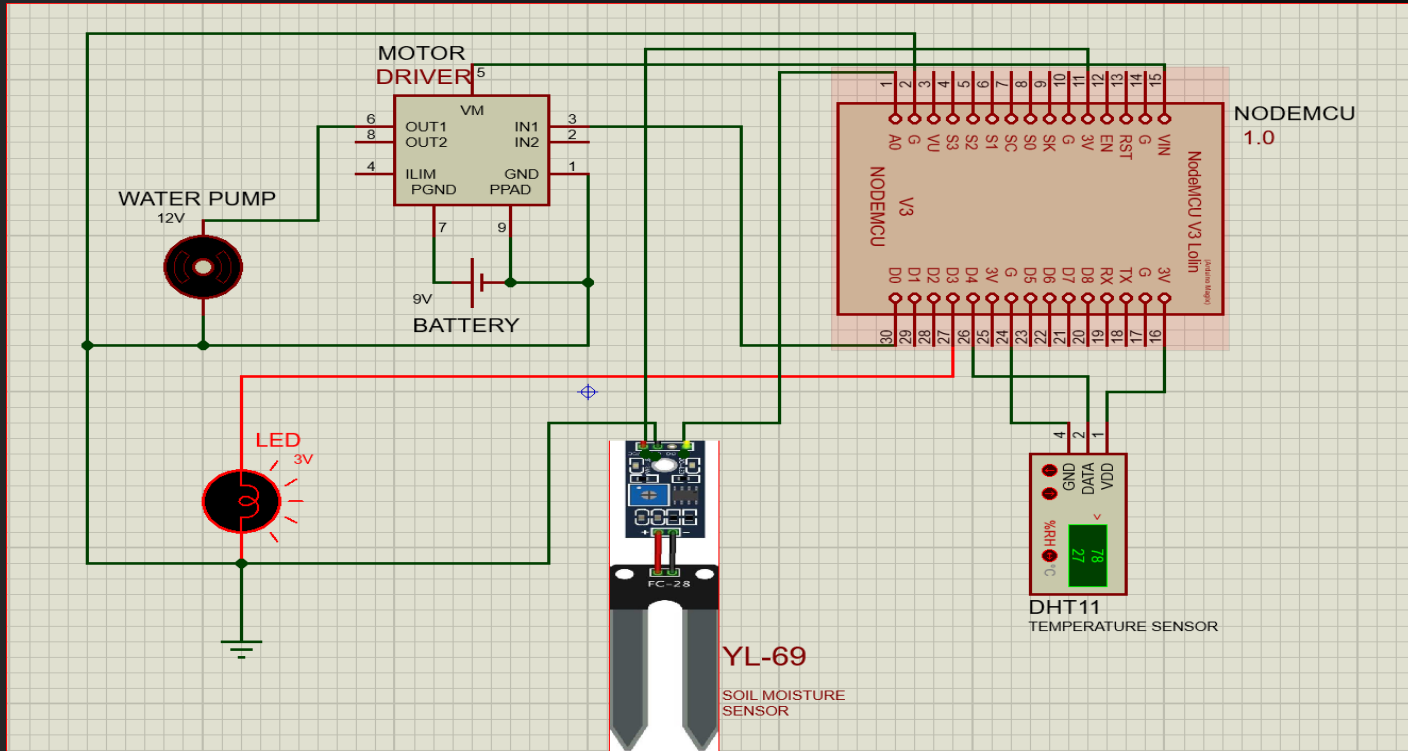 MOTOR
DRIVER
5
VM
6
OUT1
IN1
3
8
OUT2
IN2
2
4
ILIM
GND
1
PGND
PPAD
7
9
9V
BATTERY
WATER PUMP
12V
LED
3V
1
2
3
4
5
6
7
8
9
10
11
12
13
14
15
A0
G
VU
S3
S2
S1
SC
S0
SK
G
3V
EN
RST
G
VIN
NODEMCU
V3
NodeMCU V3 Lolin
NODEMCU
1.0
D0
D1
D2
D3
D4
3V
G
D5
D6
D7
D8
RX
TX
G
3V
30
29
28
27
26
25
24
23
22
21
20
19
18
17
16
4
2
1
GND
DATA
VDD
>
%RH
°C
78
27
DHT11
TEMPERATURE SENSOR
+
-
FC-28
YL-69
SOIL MOISTURE
SENSOR